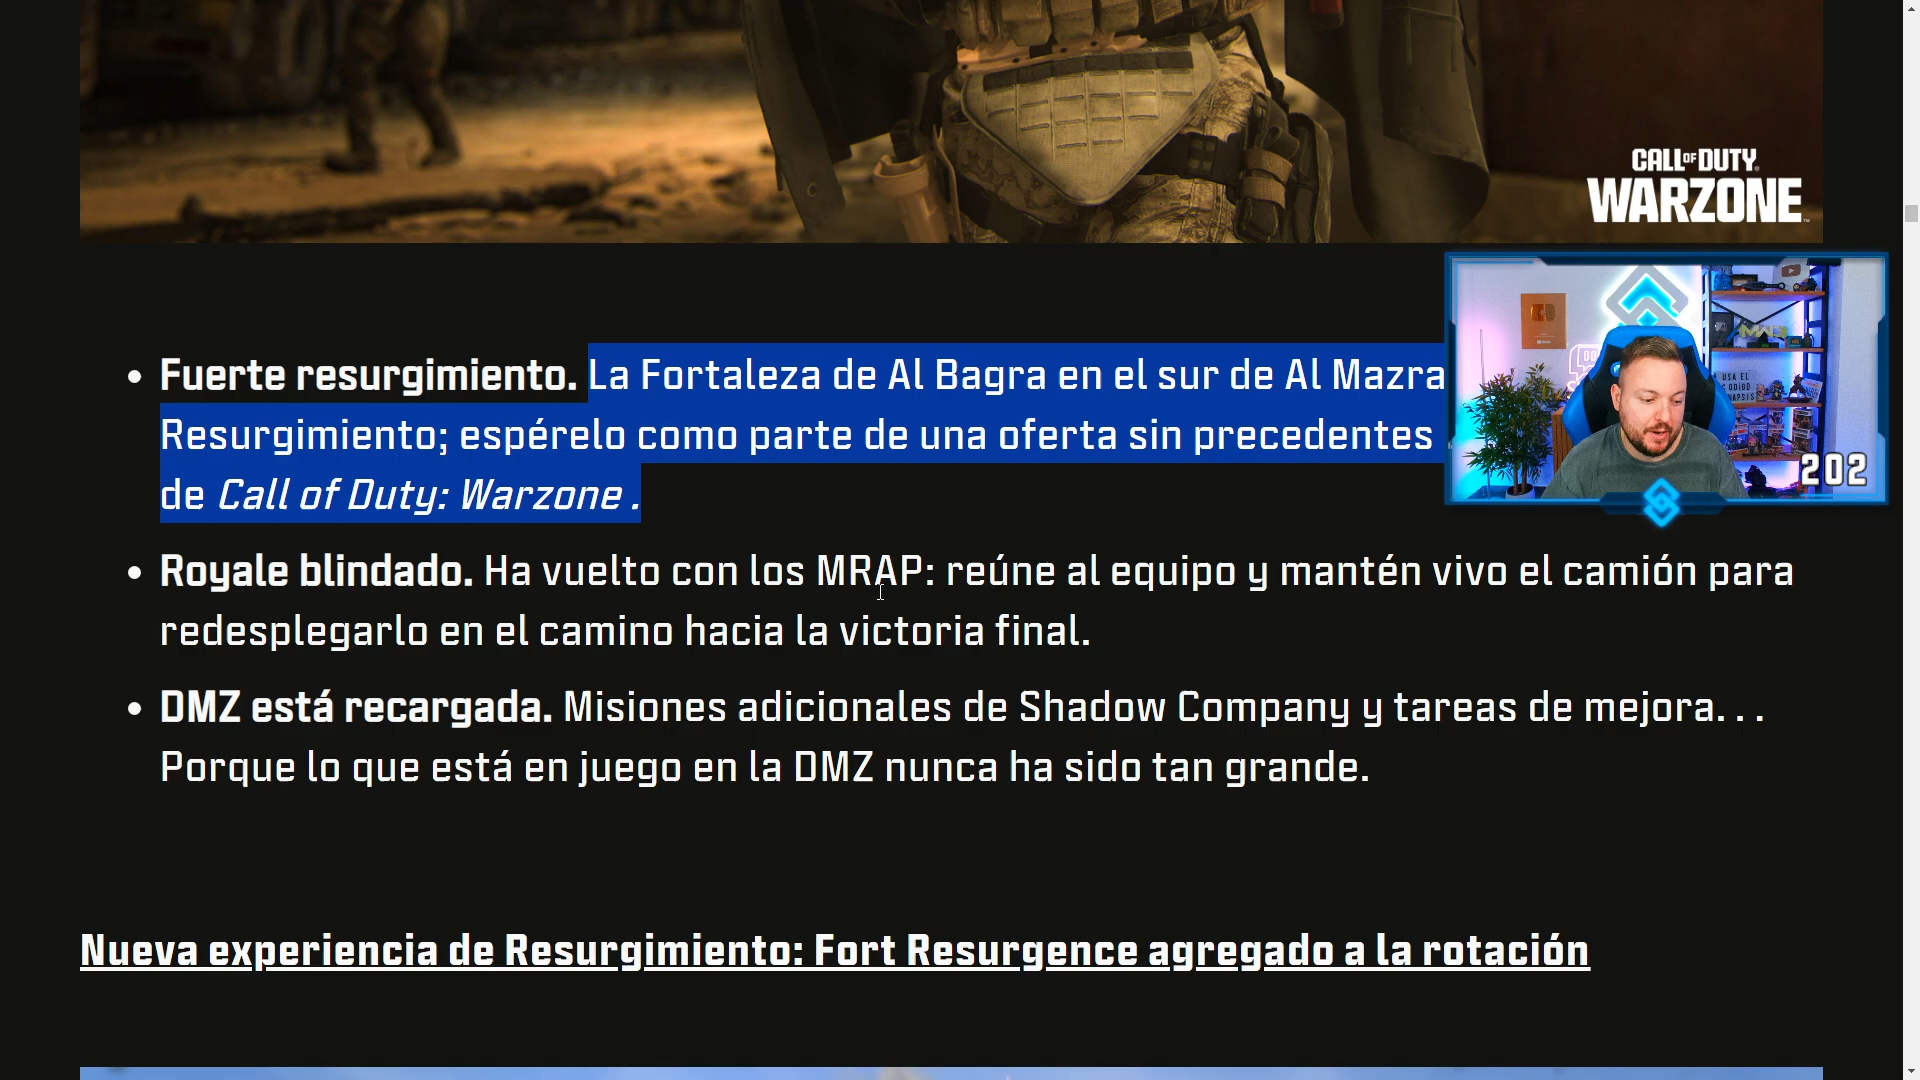 CALL OF DUTY
WARZONE
Fuerte resurgimiento. La Fortaleza de Al Bagra en el sur de Al Mazra
Resurgimiento; espérelo como parte de una oferta sin precedentes
de Call of Duty: Warzone .
202
USA EL
CODIGO
Royale blindado. Ha vuelto con los MRAP: reúne al equipo y mantén vivo el camión para
redesplegarlo en el camino hacia la victoria final.
DMZ está recargada. Misiones adicionales de Shadow Company y tareas de mejora. . .
Porque lo que está en juego en la DMZ nunca ha sido tan grande.
Nueva experiencia de Resurgimiento: Fort Resurgence agregado a la rotación